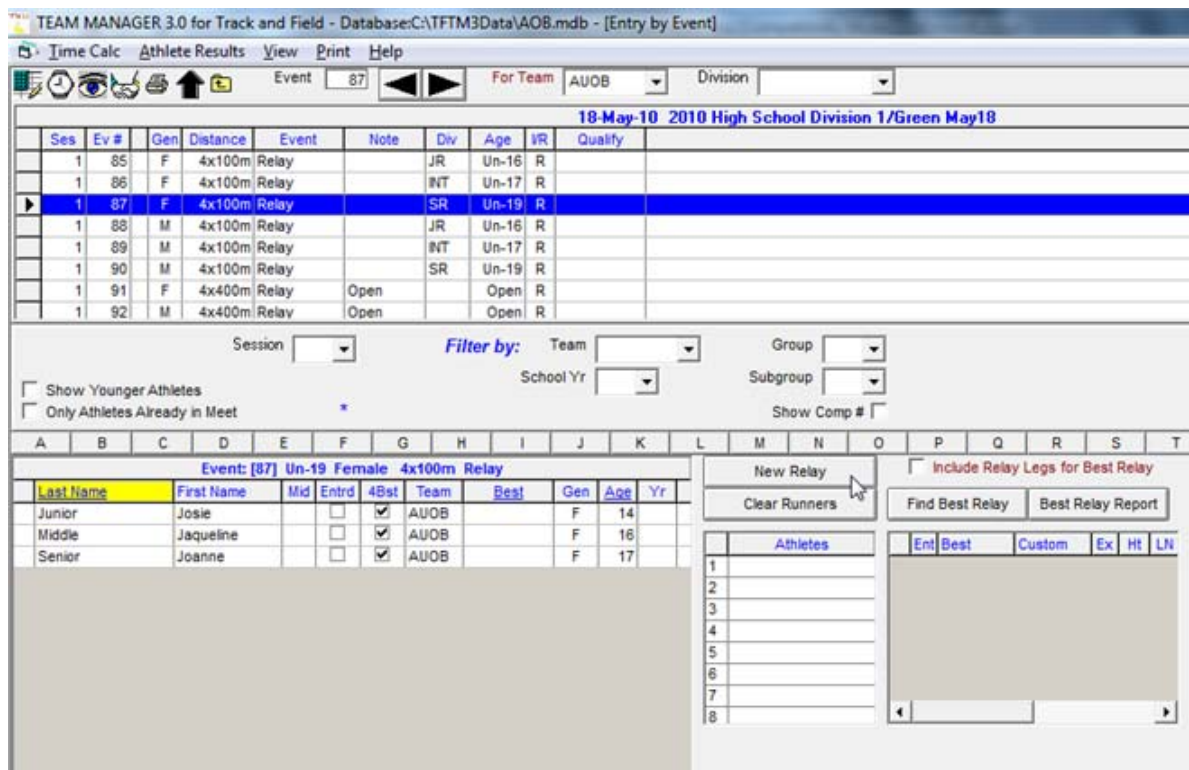 TEAM MANAGER 3.0 for Track and Field - Database:C:\TFTM3Data\AOB.mdb - [Entry by Event]
Time Calc Athlete Results View Print Help
Event 87 For Team AUOB Division
18-May-10 2010 High School Division 1/Green May18
Ses Ev # Gen Distance Event Note Div Age I/R Qualify
1 85 F 4x100m Relay JR Un-16 R
1 86 F 4x100m Relay INT Un-17 R
1 87 F 4x100m Relay SR Un-19 R
1 88 M 4x100m Relay JR Un-16 R
1 89 M 4x100m Relay INT Un-17 R
1 90 M 4x100m Relay SR Un-19 R
1 91 F 4x400m Relay Open Open R
1 92 M 4x400m Relay Open Open R
Session Filter by: Team Group
School Yr Subgroup
Show Younger Athletes
Only Athletes Already in Meet * Show Comp #
A B C D E F G H I J K L M N O P Q R S T
Event: [87] Un-19 Female 4x100m Relay New Relay Include Relay Legs for Best Relay
Last Name First Name Mid Entrd 4Bst Team Best Gen Age Yr Clear Runners Find Best Relay Best Relay Report
Junior Josie AUOB F 14
Middle Jaqueline AUOB F 16
Senior Joanne AUOB F 17
Athletes Ent Best Custom Ex Ht LN
1
2
3
4
5
6
7
8